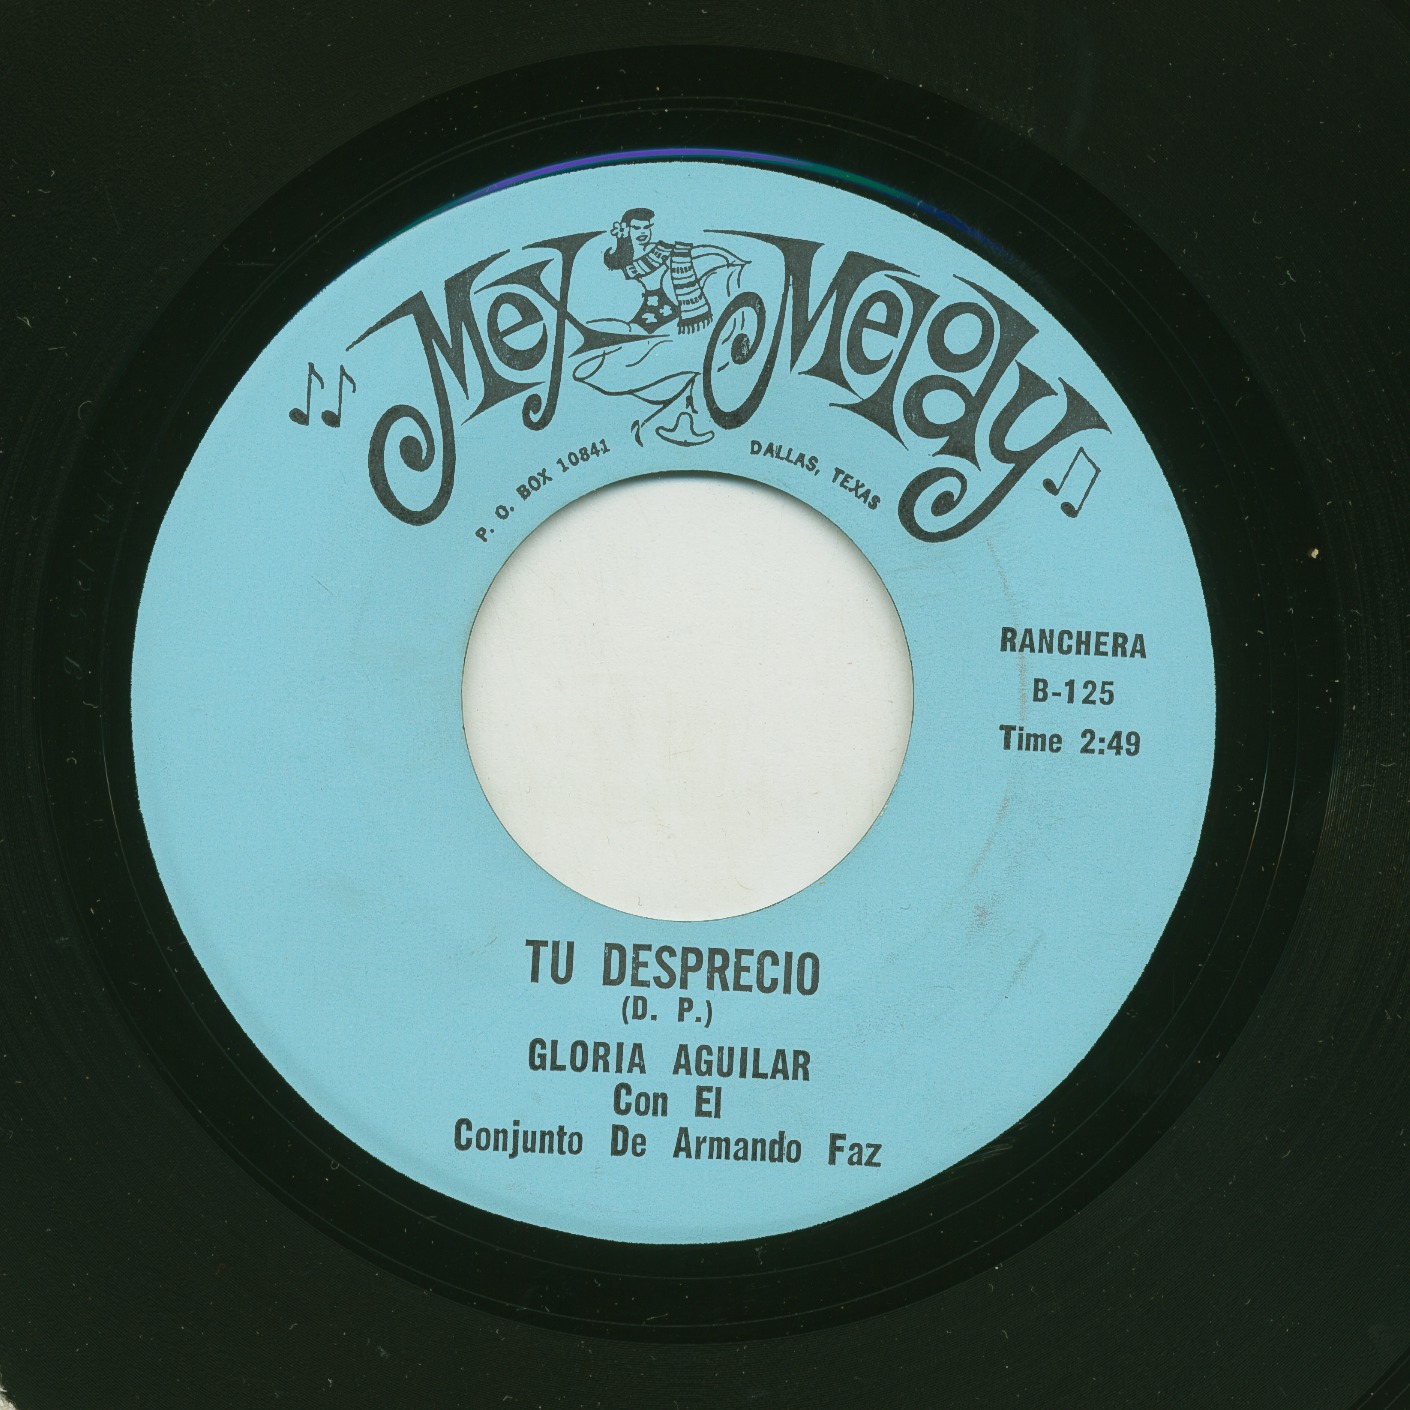 Mex Melody
P. O. BOX 10841 DALLAS, TEXAS
RANCHERA
B-125
Time 2:49
TU DESPRECIO
(D. P.)
GLORIA AGUILAR
Con El
Conjunto De Armando Faz